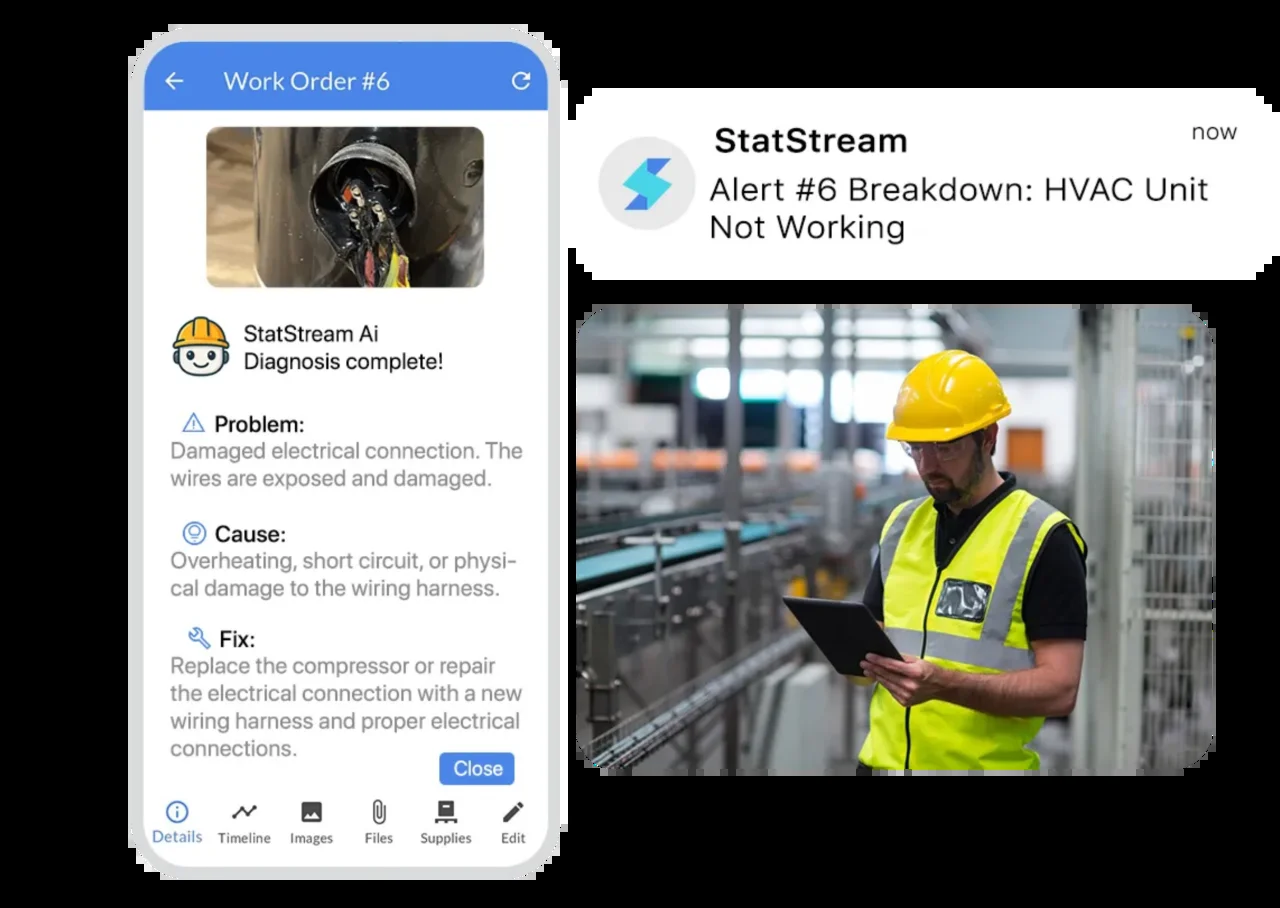 Work Order #6
StatStream Ai
Diagnosis complete!
Problem:
Damaged electrical connection. The
wires are exposed and damaged.
Cause:
Overheating, short circuit, or physi-
cal damage to the wiring harness.
Fix:
Replace the compressor or repair
the electrical connection with a new
wiring harness and proper electrical
connections.
Close
Details Timeline Images Files Supplies Edit
StatStream
now
Alert #6 Breakdown: HVAC Unit
Not Working